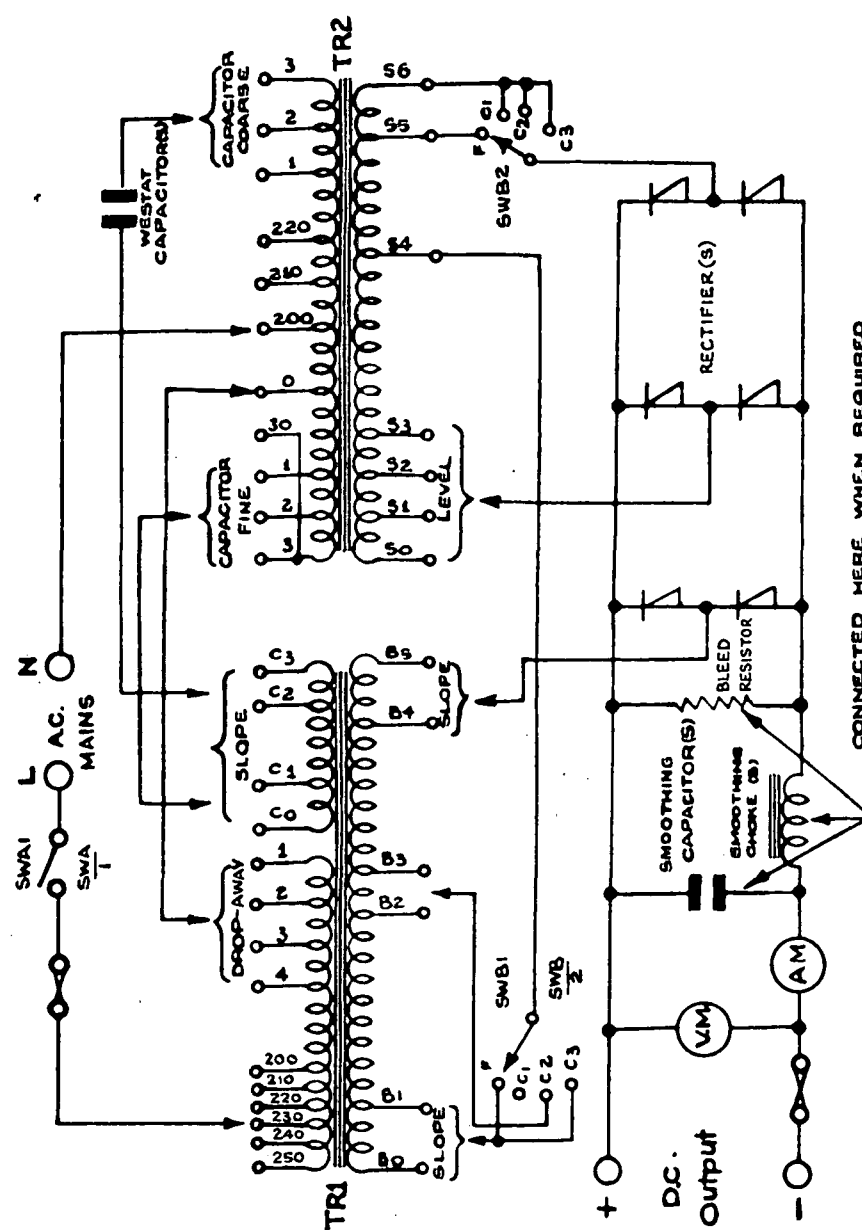 L
N
A.C.
MAINS
SWA1
SWA
1
WESTAT
CAPACITOR(S)
DROP-AWAY
SLOPE
CAPACITOR
FINE
CAPACITOR
COARSE
250
240
230
220
210
200
4
3
2
1
C0
C1
C2
C3
3
2
1
30
0
200
210
220
1
2
3
TR1
TR2
B0
B1
B2
B3
B4
B5
SLOPE
SLOPE
S0
S1
S2
S3
S4
S5
S6
LEVEL
SWB1
SWB
2
F
C1
C2
C3
SWB2
F
C1
C2
C3
+
D.C.
Output
-
VM
AM
SMOOTHING
CAPACITOR(S)
SMOOTHING
CHOKE (S)
BLEED
RESISTOR
RECTIFIER(S)
CONNECTED HERE WHEN REQUIRED